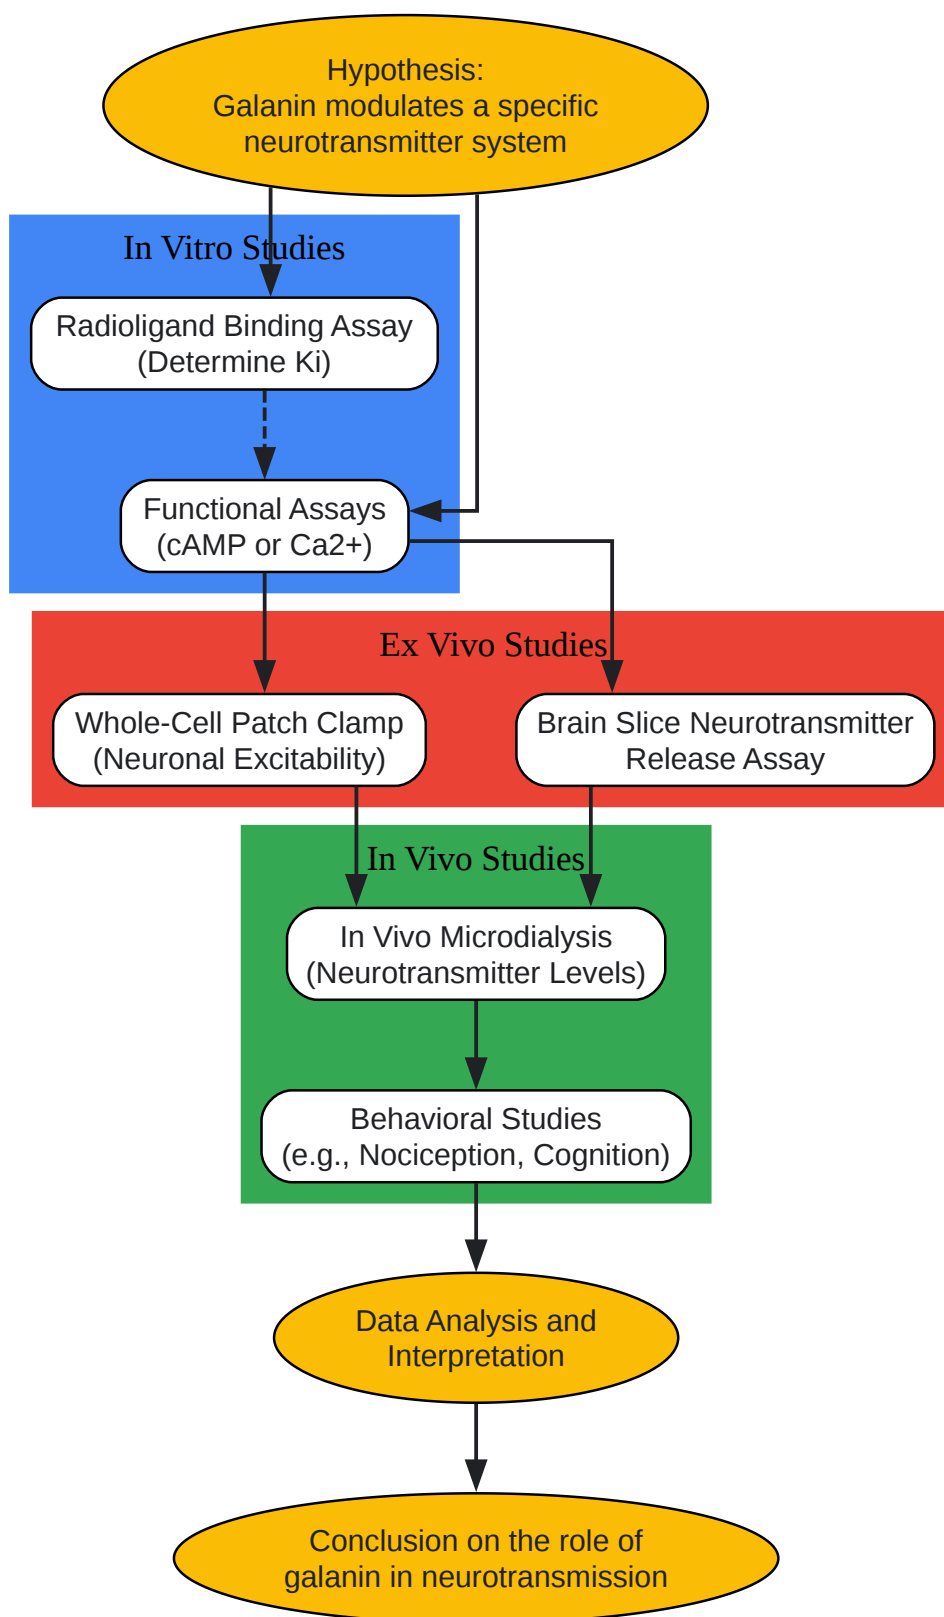 Hypothesis:
Galanin modulates a specific
neurotransmitter system
In Vitro Studies
Radioligand Binding Assay
(Determine Ki)
Functional Assays
(cAMP or Ca2+)
Ex Vivo Studies
Whole-Cell Patch Clamp
(Neuronal Excitability)
Brain Slice Neurotransmitter
Release Assay
In Vivo Studies
In Vivo Microdialysis
(Neurotransmitter Levels)
Behavioral Studies
(e.g., Nociception, Cognition)
Data Analysis and
Interpretation
Conclusion on the role of
galanin in neurotransmission